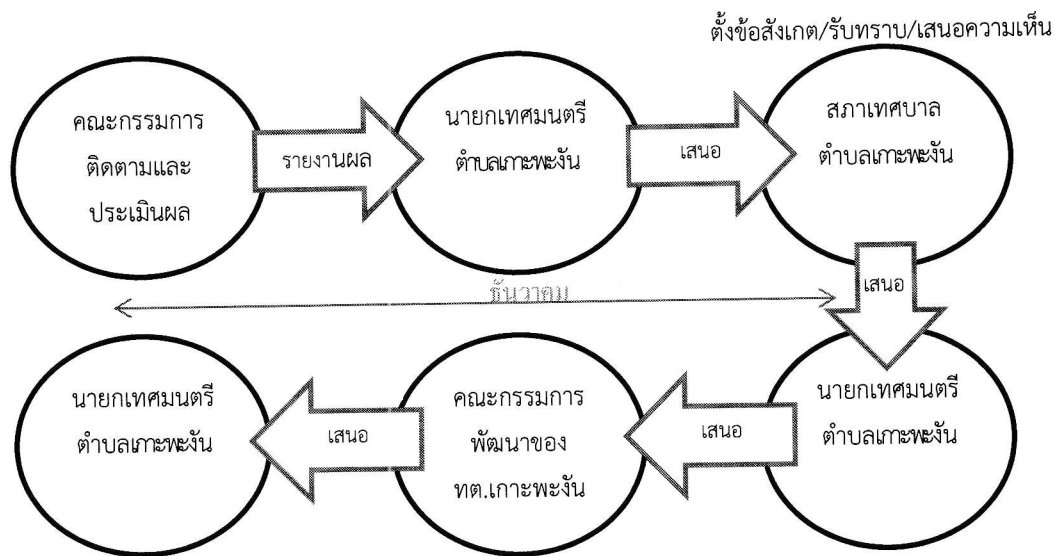 ตั้งข้อสังเกต/รับทราบ/เสนอความเห็น
คณะกรรมการ
ติดตามและ
ประเมินผล
รายงานผล
นายกเทศมนตรี
ตำบลเกาะพะงัน
เสนอ
สภาเทศบาล
ตำบลเกาะพะงัน
เสนอ
ธันวาคม
นายกเทศมนตรี
ตำบลเกาะพะงัน
เสนอ
คณะกรรมการ
พัฒนาของ
ทต.เกาะพะงัน
เสนอ
นายกเทศมนตรี
ตำบลเกาะพะงัน